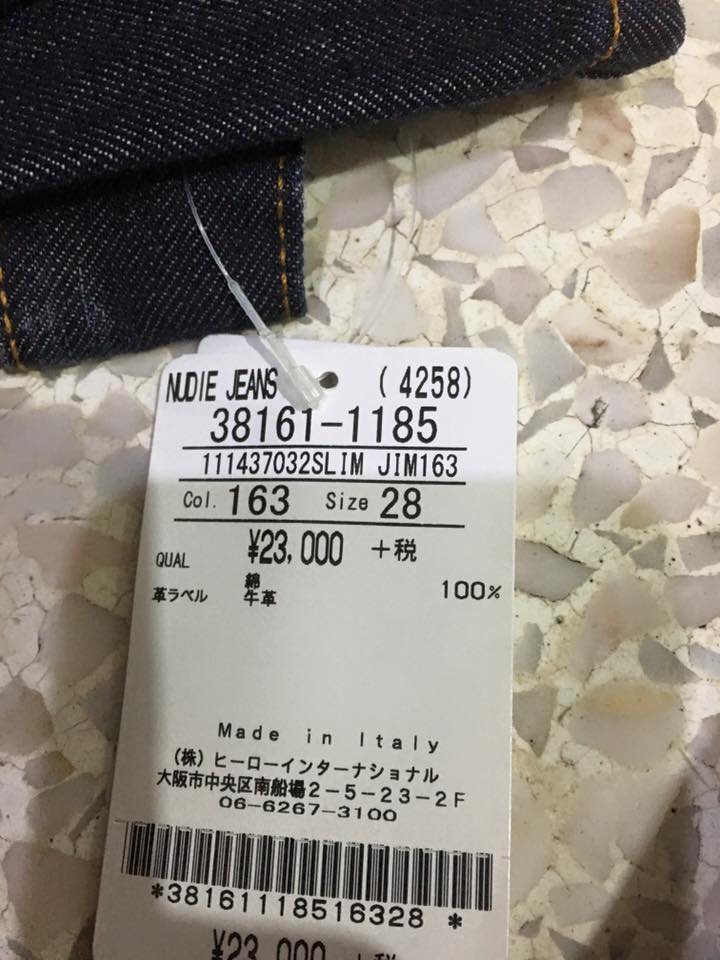 NUDIE JEANS (4258)
38161-1185
111437032SLIM JIM163
Col. 163 Size 28
¥23,000 +税
QUAL 綿 100%
革ラベル 牛革
Made in Italy
(株)ヒーローインターナショナル
大阪市中央区南船場2-5-23-2F
06-6267-3100
*38161118516328 *
¥23,000 +税